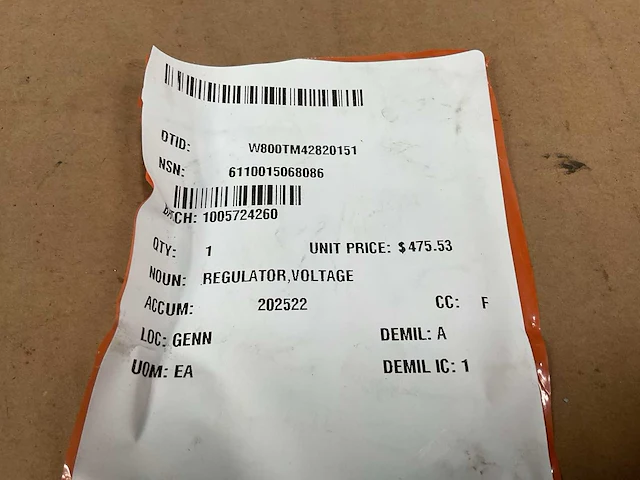 DTID: W800TM42820151
NSN: 6110015068086
BATCH: 1005724260
QTY: 1 UNIT PRICE: $475.53
NOUN: REGULATOR,VOLTAGE
ACCUM: 202522 CC: F
LOC: GENN DEMIL: A
UOM: EA DEMIL IC: 1